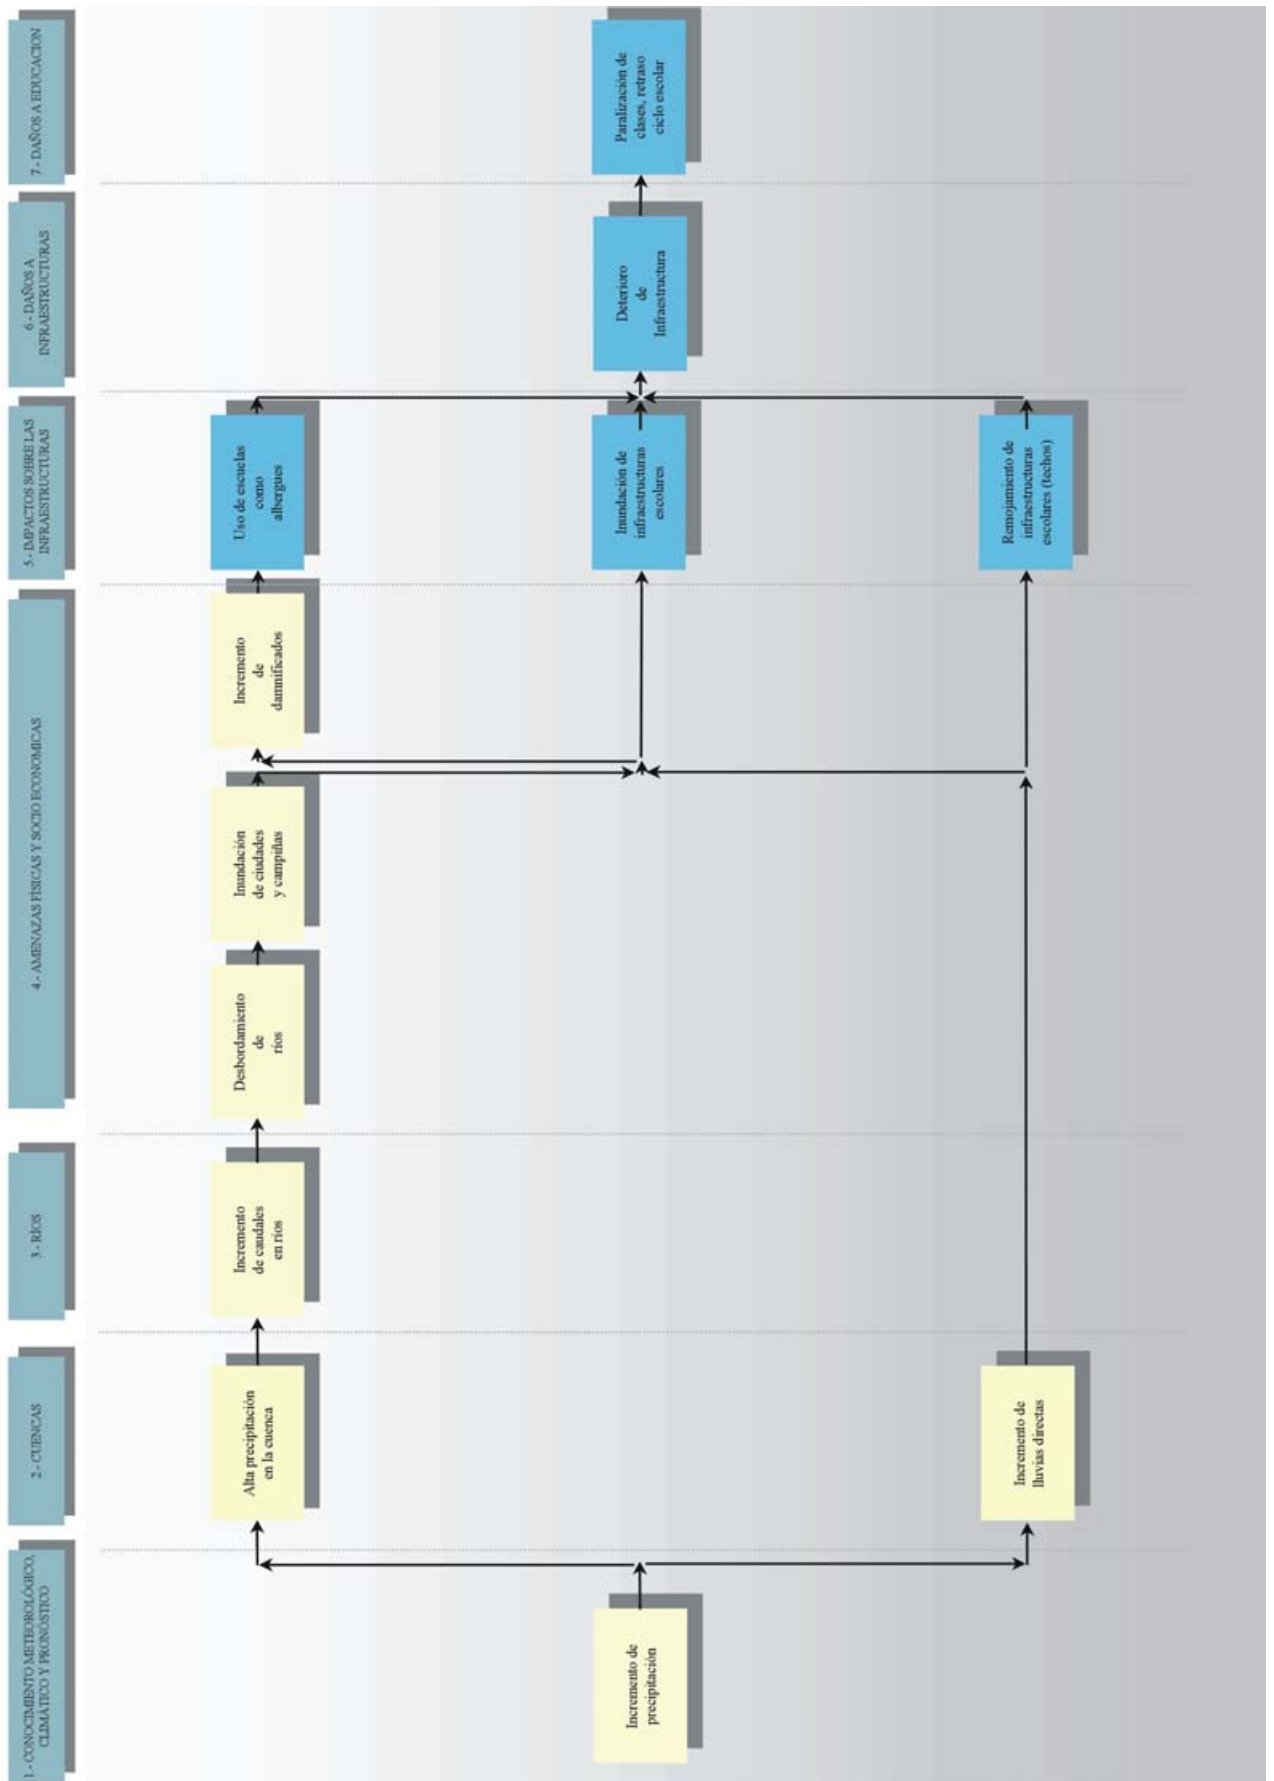 1.- CONOCIMIENTO METEOROLÓGICO,
CLIMÁTICO Y PRONÓSTICO
2.- CUENCAS
3.- RÍOS
4.- AMENAZAS FÍSICAS Y SOCIO ECONOMICAS
5.- IMPACTOS SOBRE LAS
INFRAESTRUCTURAS
6.- DAÑOS A
INFRAESTRUCTURAS
7.- DAÑOS A EDUCACION
Alta precipitación
en la cuenca
Incremento
de caudales
en ríos
Desbordamiento
de
ríos
Inundación
de ciudades
y campiñas
Incremento
de
damnificados
Uso de escuelas
como
albergues
Incremento de
precipitación
Inundación de
infraestructuras
escolares
Deterioro
de
Infraestructura
Paralización de
clases, retraso
ciclo escolar
Incremento de
lluvias directas
Remojamiento de
infraestructuras
escolares (techos)